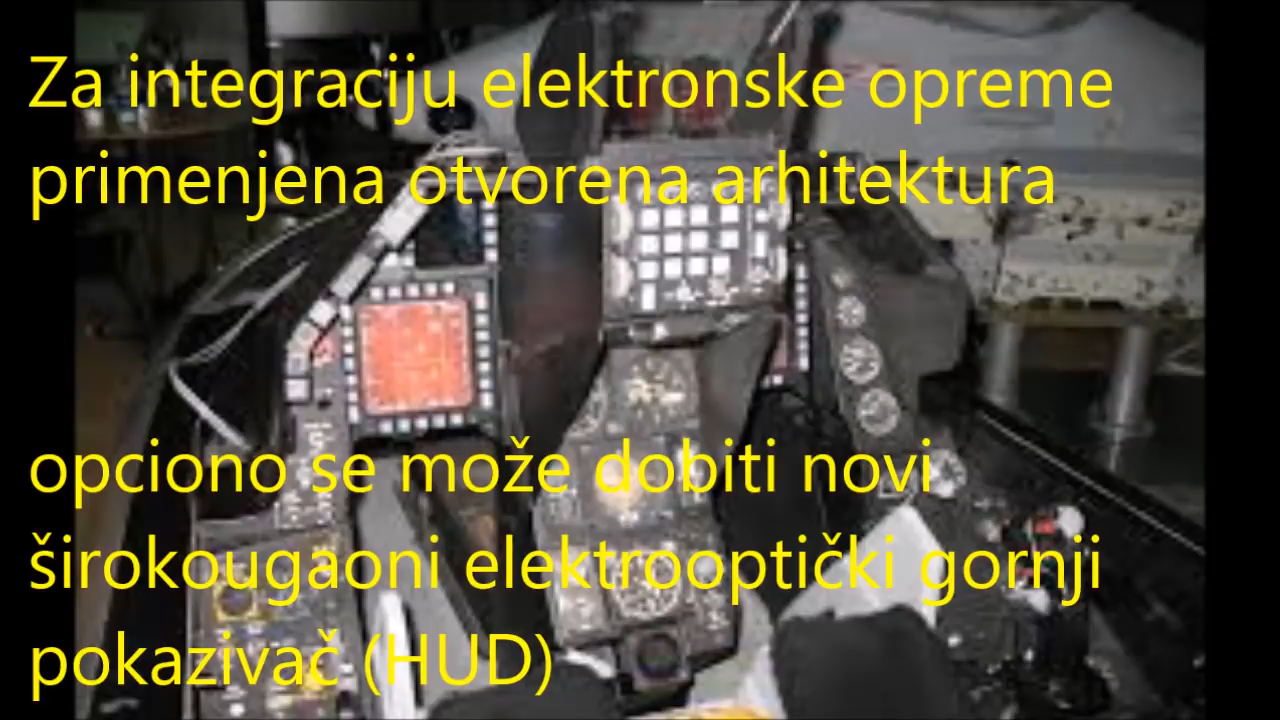 Za integraciju elektronske opreme
primenjena otvorena arhitektura
opciono se može dobiti novi
širokougaoni elektrooptički gornji
pokazivač (HUD)